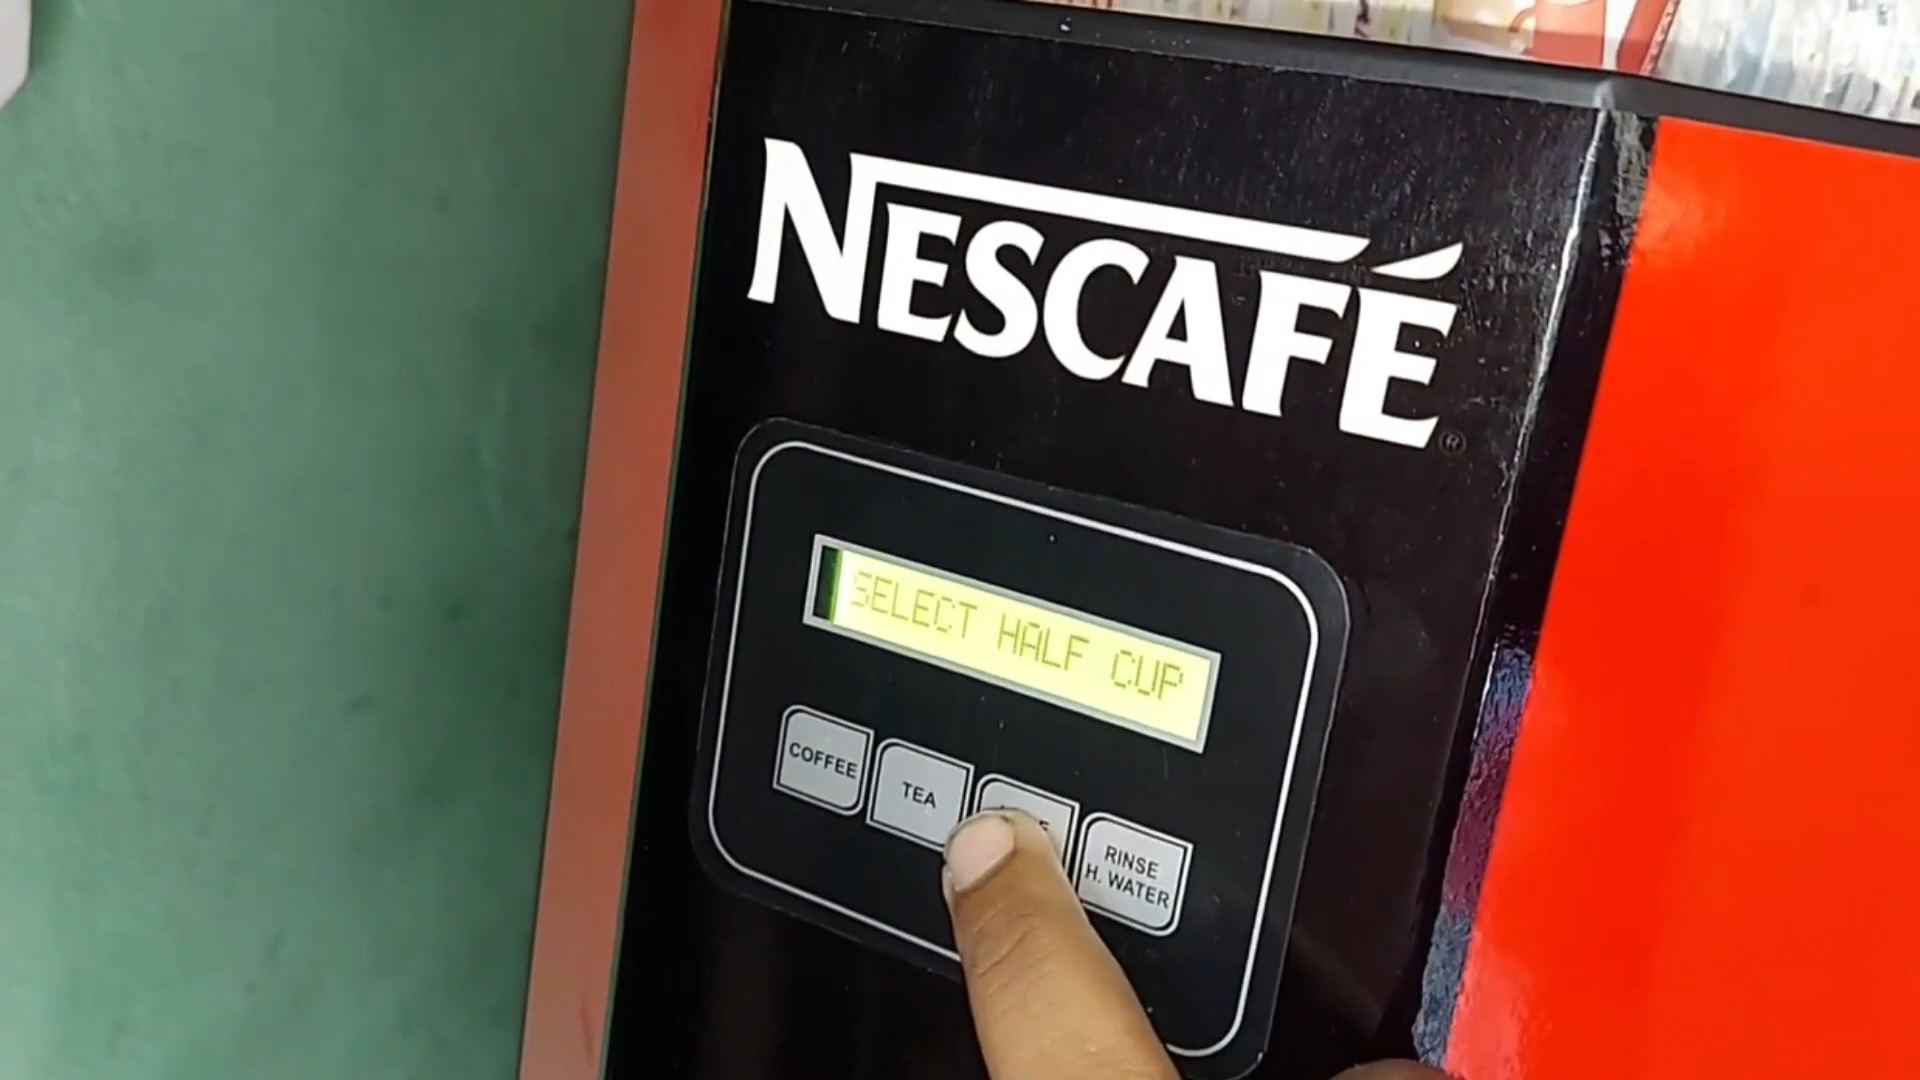 NESCAFÉ
®
SELECT HALF CUP
COFFEE
TEA
RINSE
H. WATER